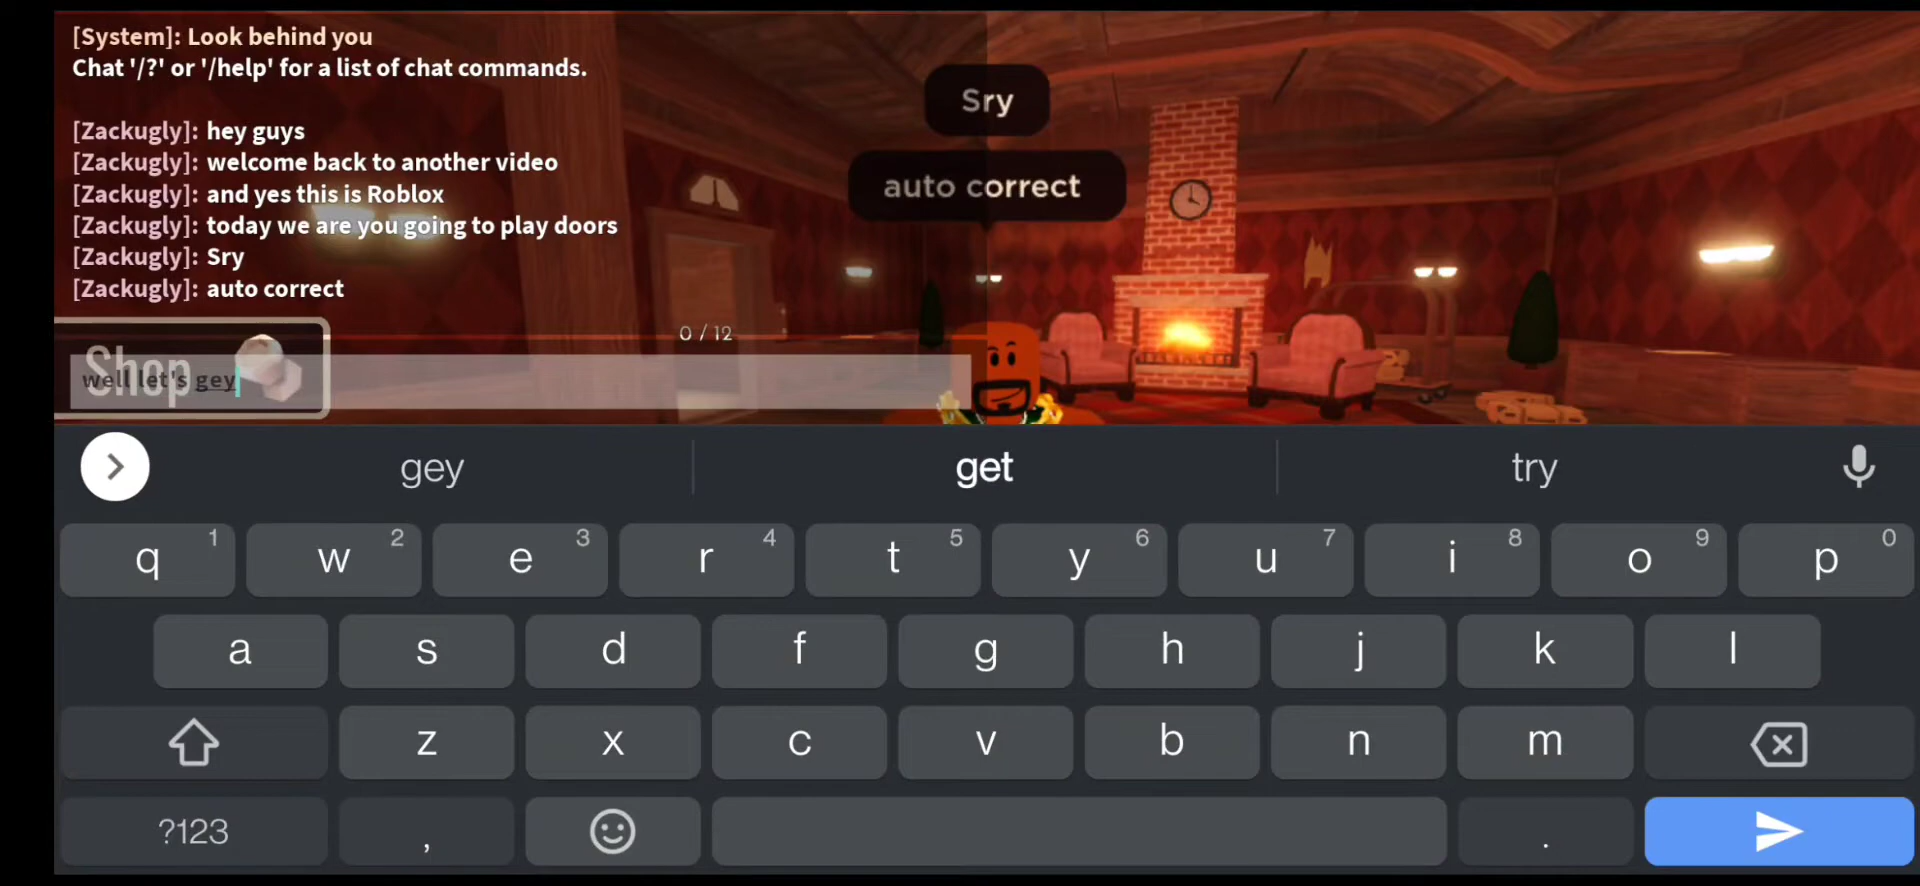 [System]: Look behind you
Chat '/?' or '/help' for a list of chat commands.
[Zackugly]: hey guys
[Zackugly]: welcome back to another video
[Zackugly]: and yes this is Roblox
[Zackugly]: today we are you going to play doors
[Zackugly]: Sry
[Zackugly]: auto correct
Sry
auto correct
0 / 12
Shop
well let's gey
gey get try
q 1 w 2 e 3 r 4 t 5 y 6 u 7 i 8 o 9 p 0
a s d f g h j k l
z x c v b n m
?123 , .